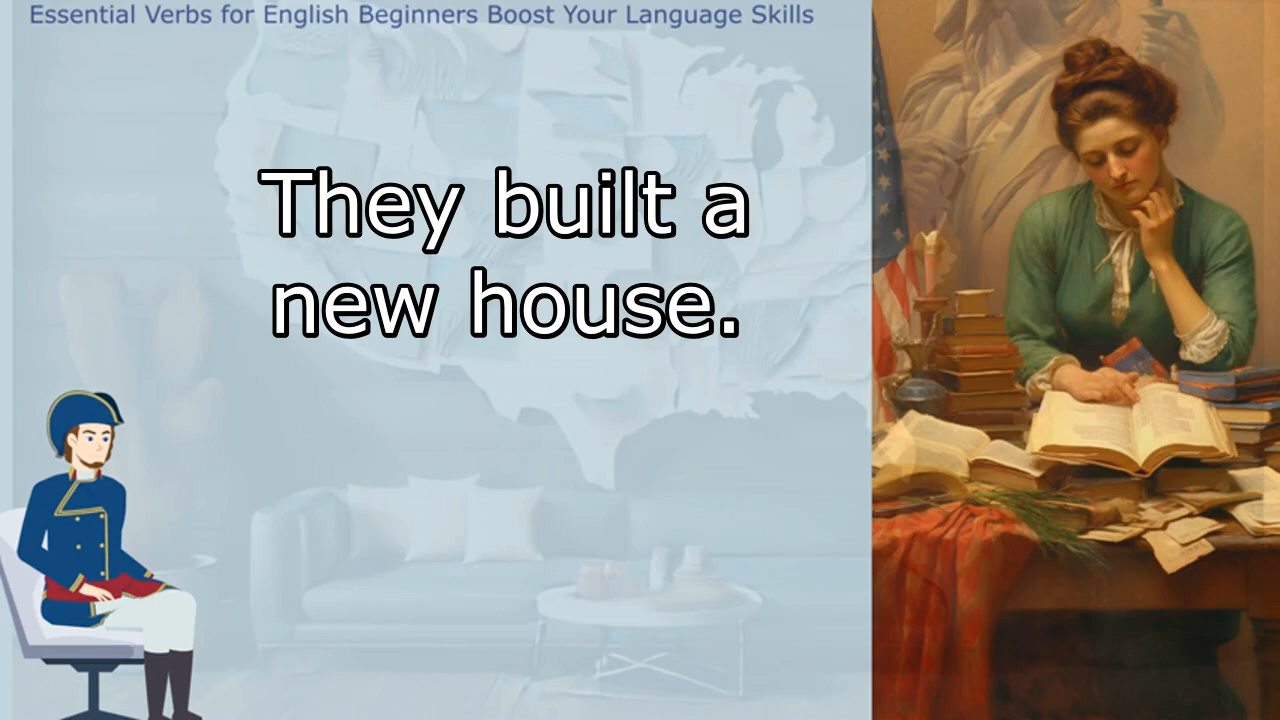 Essential Verbs for English Beginners Boost Your Language Skills
They built a
new house.